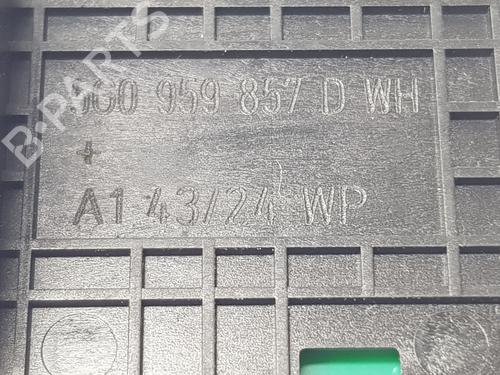 B-PARTS
5G0 959 857 D WH
+
A1 43/24 WP